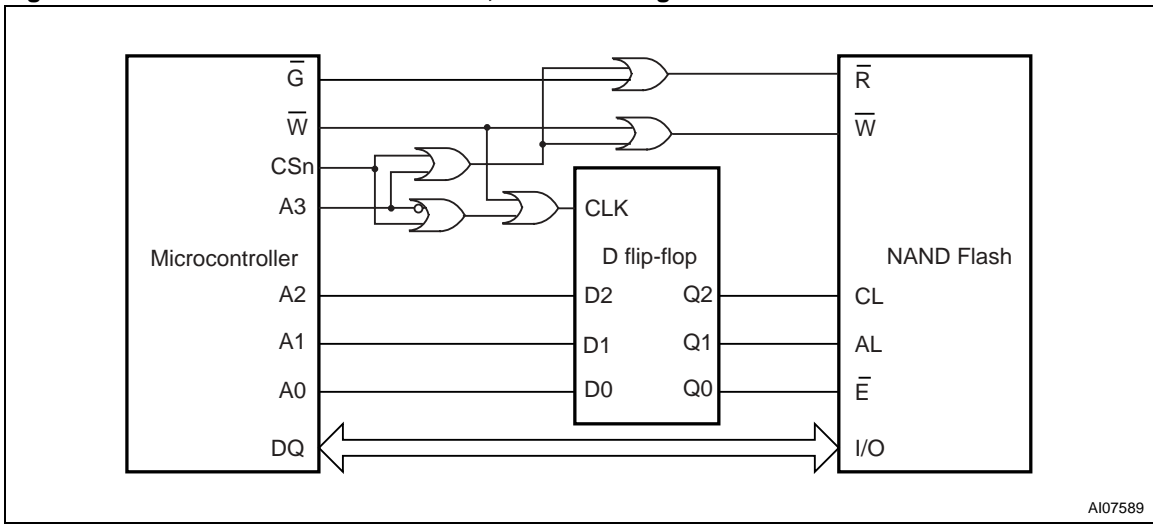 G̅
W̅
CSn
A3
Microcontroller
A2
A1
A0
DQ
CLK
D flip-flop
D2 Q2
D1 Q1
D0 Q0
R̅
W̅
NAND Flash
CL
AL
E̅
I/O
AI07589